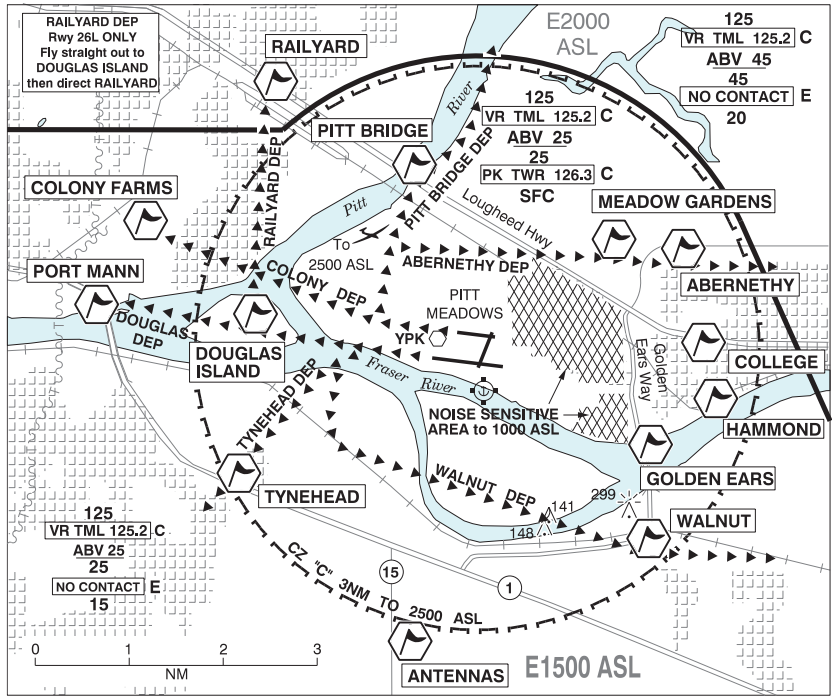 RAILYARD DEP
Rwy 26L ONLY
Fly straight out to
DOUGLAS ISLAND
then direct RAILYARD
RAILYARD
E2000
ASL
125
VR TML 125.2 C
ABV 45
45
NO CONTACT E
20
River
125
VR TML 125.2 C
ABV 25
25
PK TWR 126.3 C
SFC
PITT BRIDGE
COLONY FARMS
RAILYARD DEP
Pitt
PITT BRIDGE DEP
Lougheed Hwy
MEADOW GARDENS
To
2500 ASL
ABERNETHY DEP
PORT MANN
COLONY DEP
PITT
MEADOWS
ABERNETHY
DOUGLAS
DEP
DOUGLAS
ISLAND
YPK
Golden
Ears Way
COLLEGE
TYNEHEAD DEP
Fraser River
NOISE SENSITIVE
AREA to 1000 ASL
HAMMOND
GOLDEN EARS
TYNEHEAD
WALNUT DEP
141
148
299
WALNUT
125
VR TML 125.2 C
ABV 25
25
NO CONTACT E
15
CZ "C" 3NM TO 2500 ASL
15
1
ANTENNAS
E1500 ASL
0 1 2 3
NM